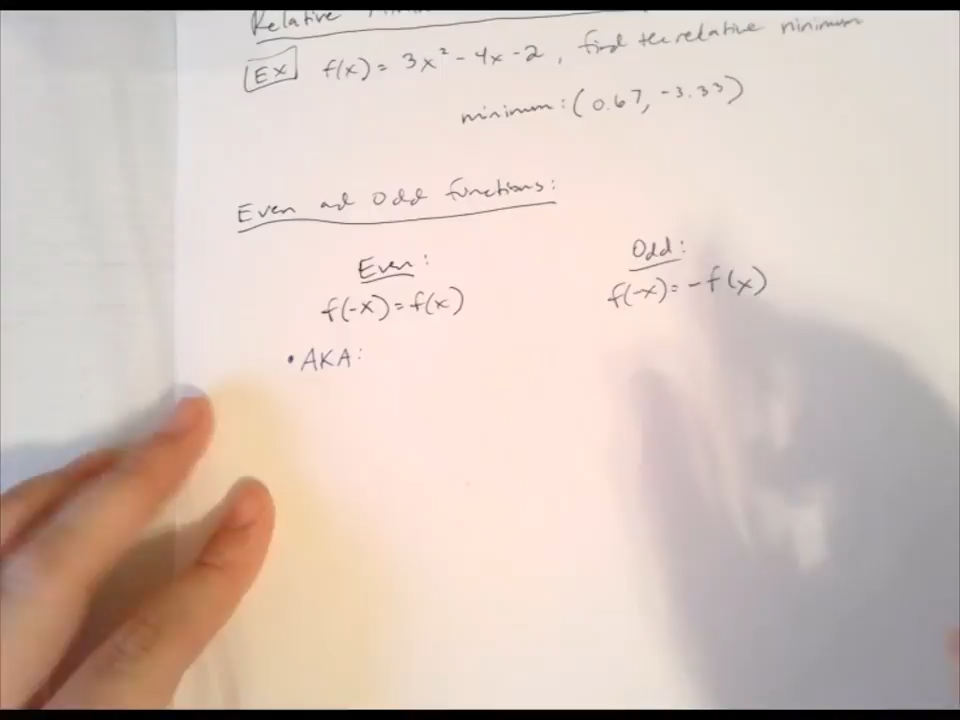 Relative
Ex f(x) = 3x² - 4x - 2, find the relative minimum
minimum: (0.67, -3.33)
Even and Odd functions:
Even: Odd:
f(-x) = f(x) f(-x) = -f(x)
• AKA: